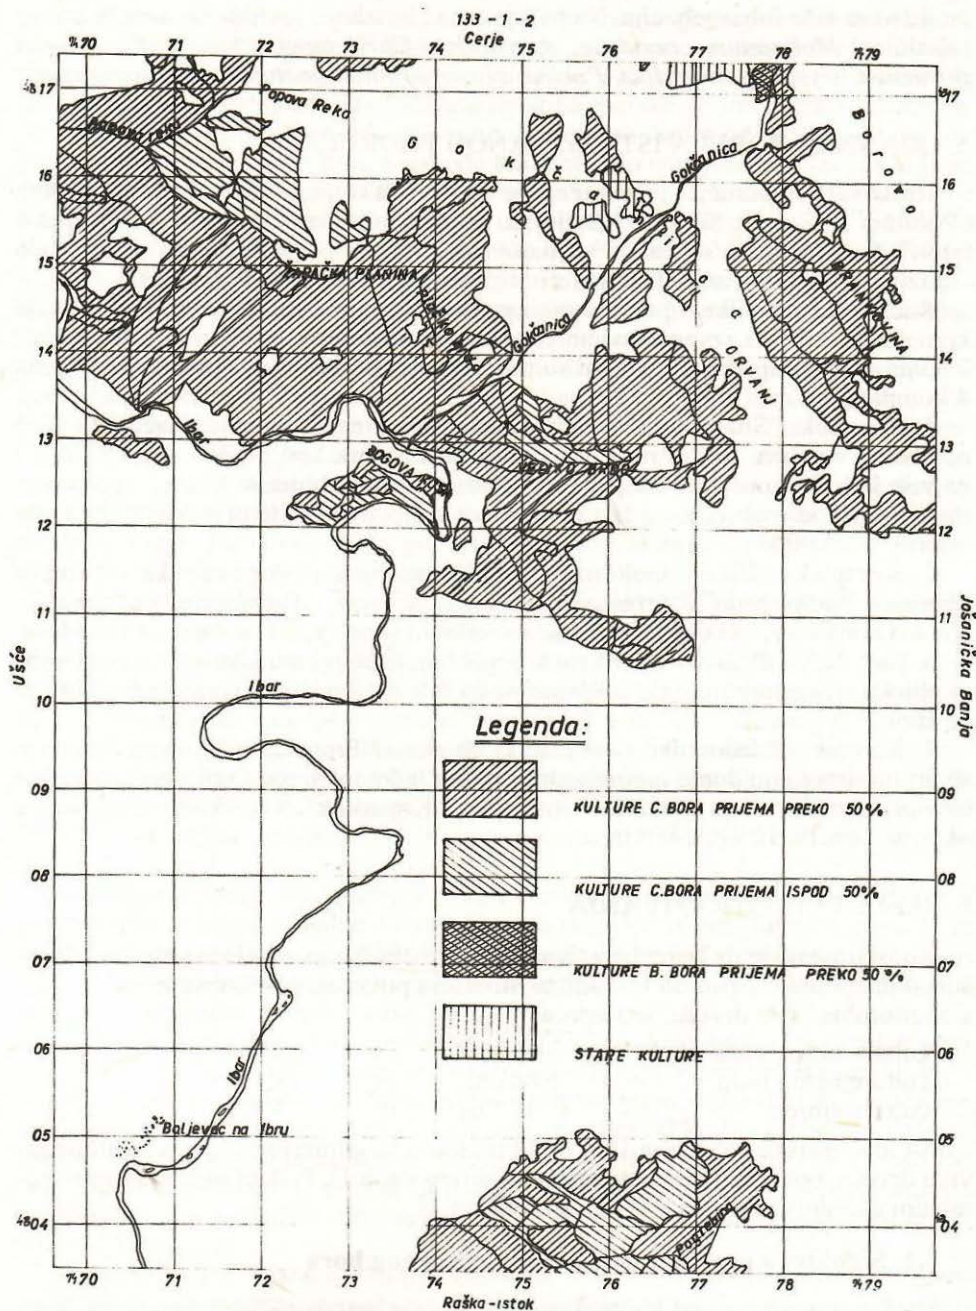 133-1-2
Cerje
70 71 72 73 74 75 76 77 78 79
17
17
Popova Reka
G
k
č
a
Gokčanica
B o r o v
16
16
15
15
ŽAPAČKA PLANINA
Gokčanica
14
14
ORVANJ
13
13
Ibar
VELIKO BRDO
12
12
11
11
Ušće
Jošanička Banja
Ibar
10
10
Legenda:
09
09
KULTURE C.BORA PRIJEMA PREKO 50%
08
08
KULTURE C.BORA PRIJEMA ISPOD 50%
07
07
KULTURE B.BORA PRIJEMA PREKO 50%
06
06
STARE KULTURE
Ibar
05
05
Baljevac na Ibru
4804
04
70 71 72 73 74 75 76 77 78 79
Raška-istok